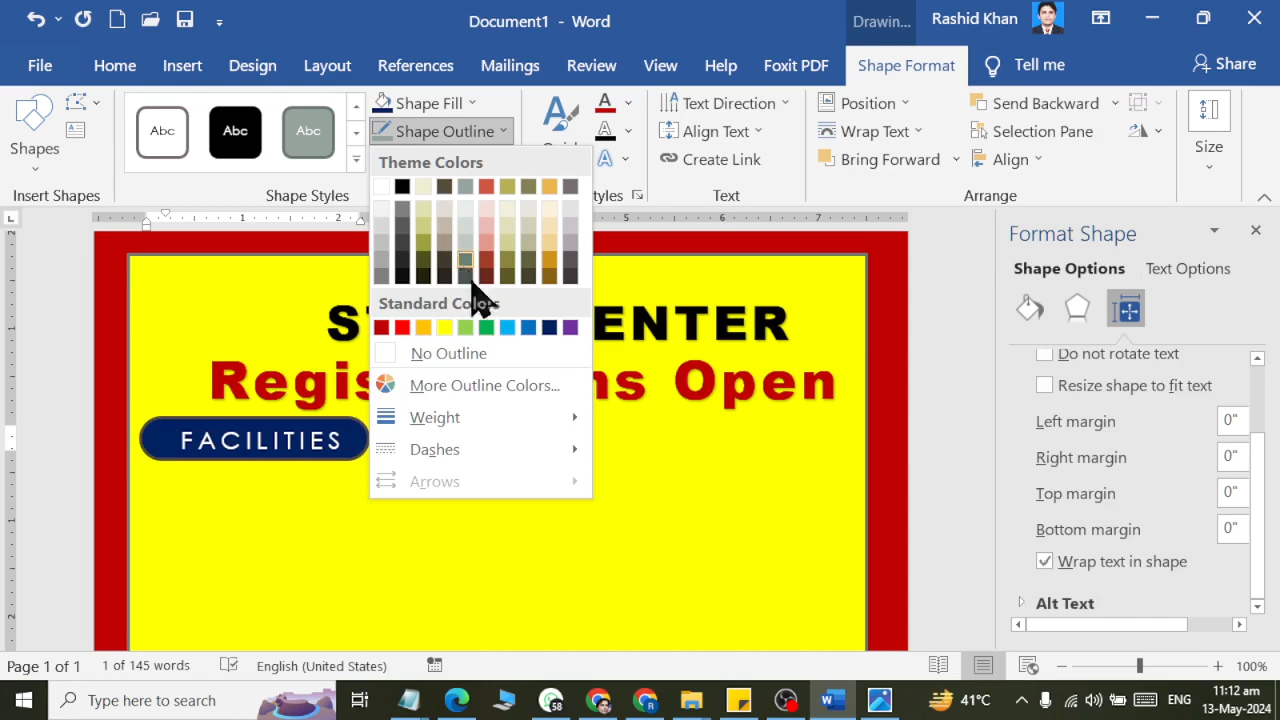 Document1 - Word
Drawin...
Rashid Khan
File
Home
Insert
Design
Layout
References
Mailings
Review
View
Help
Foxit PDF
Shape Format
Tell me
Share
Shapes
Insert Shapes
Abc
Abc
Abc
Shape Styles
Shape Fill
Shape Outline
Text Direction
Align Text
Create Link
Text
Position
Wrap Text
Bring Forward
Send Backward
Selection Pane
Align
Arrange
Size
Theme Colors
Standard Colors
No Outline
More Outline Colors...
Weight
Dashes
Arrows
1
2
5
6
7
ENTER
Regis
ns Open
FACILITIES
Format Shape
Shape Options
Text Options
Do not rotate text
Resize shape to fit text
Left margin
0"
Right margin
0"
Top margin
0"
Bottom margin
0"
Wrap text in shape
Alt Text
Page 1 of 1
1 of 145 words
English (United States)
100%
Type here to search
58
41°C
ENG
11:12 am
13-May-2024